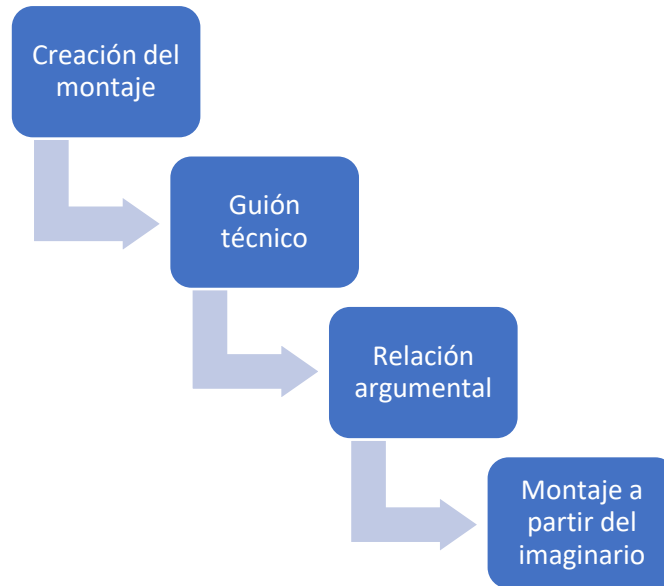 Creación del
montaje
Guión
técnico
Relación
argumental
Montaje a
partir del
imaginario